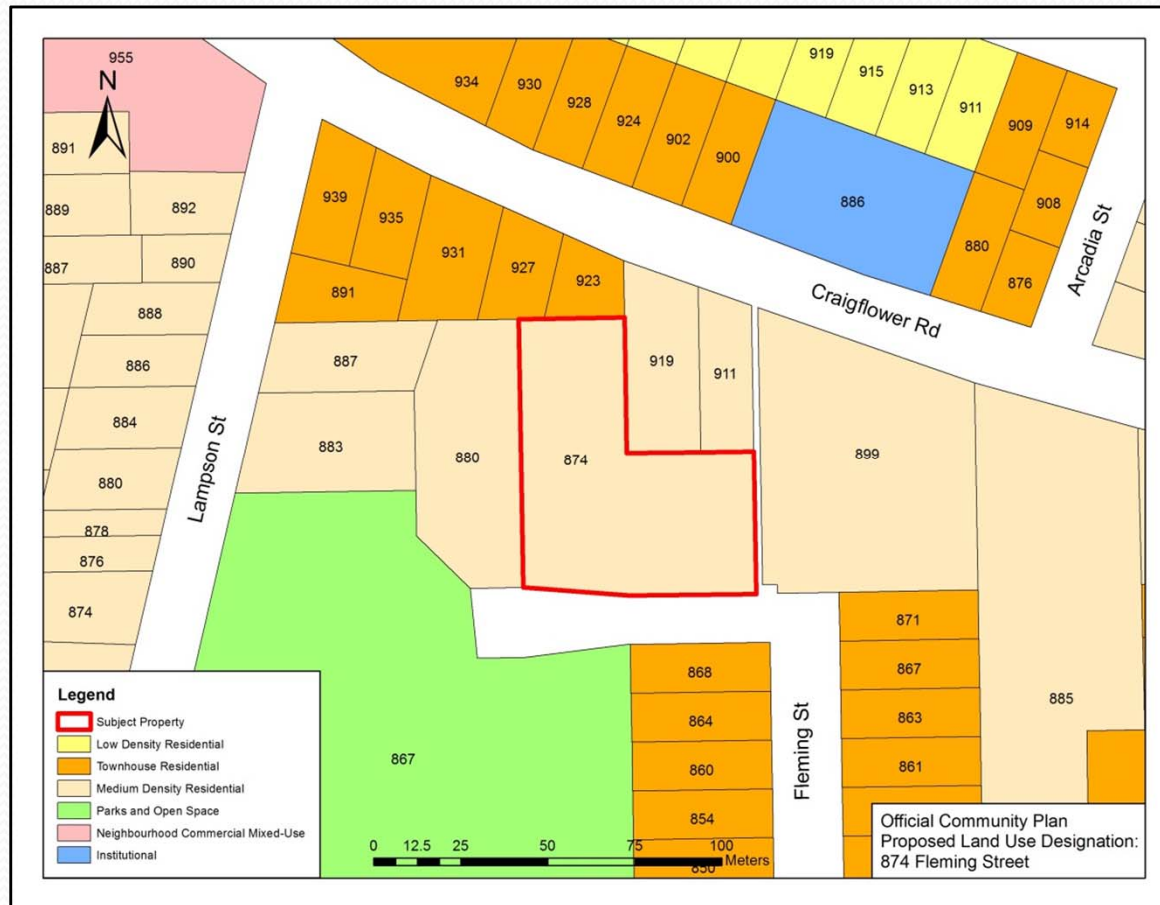 955
N
891
889
892
887
890
888
886
884
880
878
876
874
Lampson St
934
930
928
924
902
900
919
915
913
911
909
914
908
880
876
886
Arcadia St
Craigflower Rd
939
935
931
927
923
891
887
883
880
874
919
911
899
885
867
868
864
860
854
850
Fleming St
871
867
863
861
Legend
Subject Property
Low Density Residential
Townhouse Residential
Medium Density Residential
Parks and Open Space
Neighbourhood Commercial Mixed-Use
Institutional
0 12.5 25 50 75 100
Meters
Official Community Plan
Proposed Land Use Designation:
874 Fleming Street